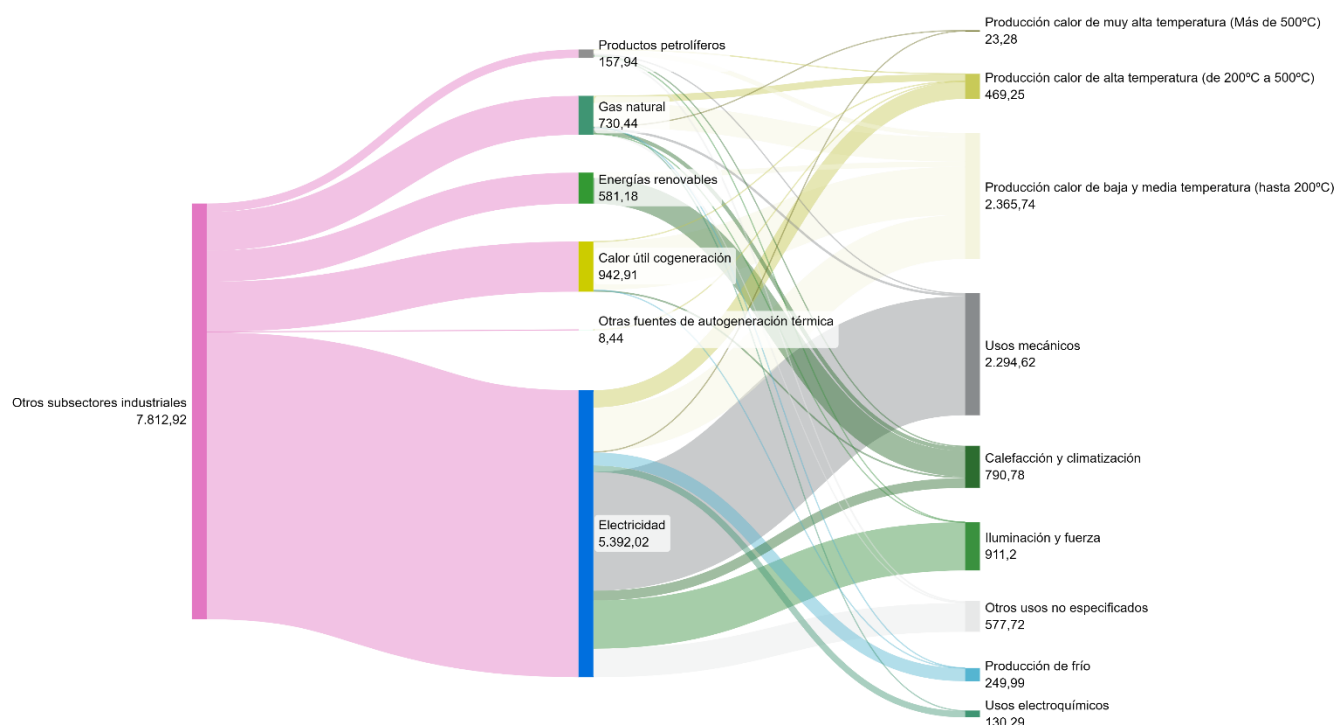 Otros subsectores industriales
7.812,92
Productos petrolíferos
157,94
Gas natural
730,44
Energías renovables
581,18
Calor útil cogeneración
942,91
Otras fuentes de autogeneración térmica
8,44
Electricidad
5.392,02
Producción calor de muy alta temperatura (Más de 500ºC)
23,28
Producción calor de alta temperatura (de 200ºC a 500ºC)
469,25
Producción calor de baja y media temperatura (hasta 200ºC)
2.365,74
Usos mecánicos
2.294,62
Calefacción y climatización
790,78
Iluminación y fuerza
911,2
Otros usos no especificados
577,72
Producción de frío
249,99
Usos electroquímicos
130,29